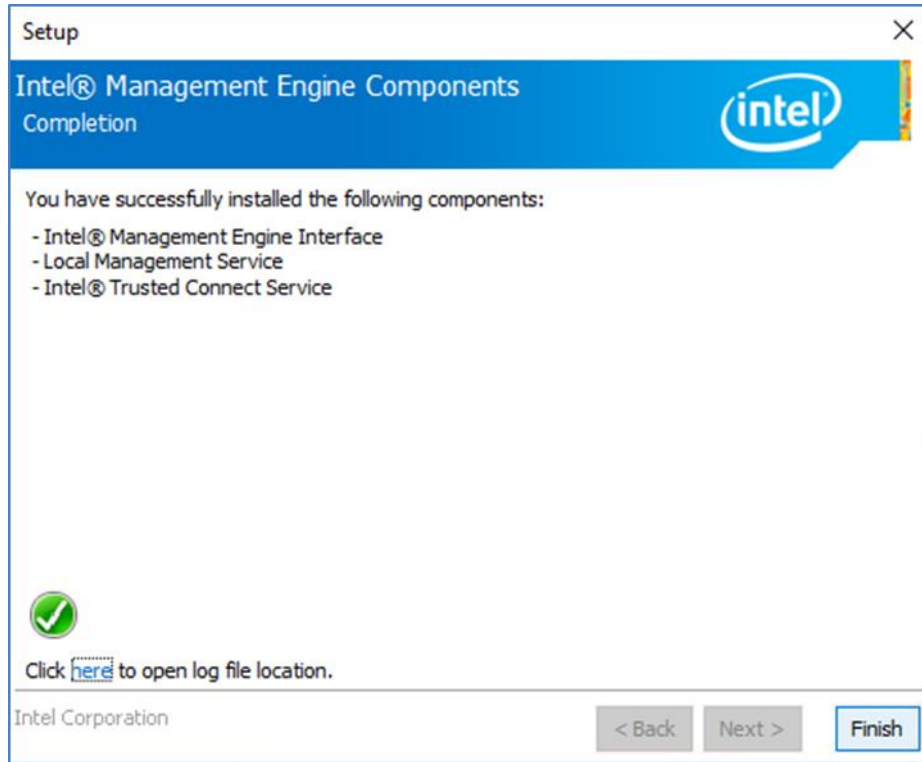 Setup
Intel® Management Engine Components
Completion
intel
You have successfully installed the following components:
- Intel® Management Engine Interface
- Local Management Service
- Intel® Trusted Connect Service
Click here to open log file location.
Intel Corporation
< Back Next > Finish